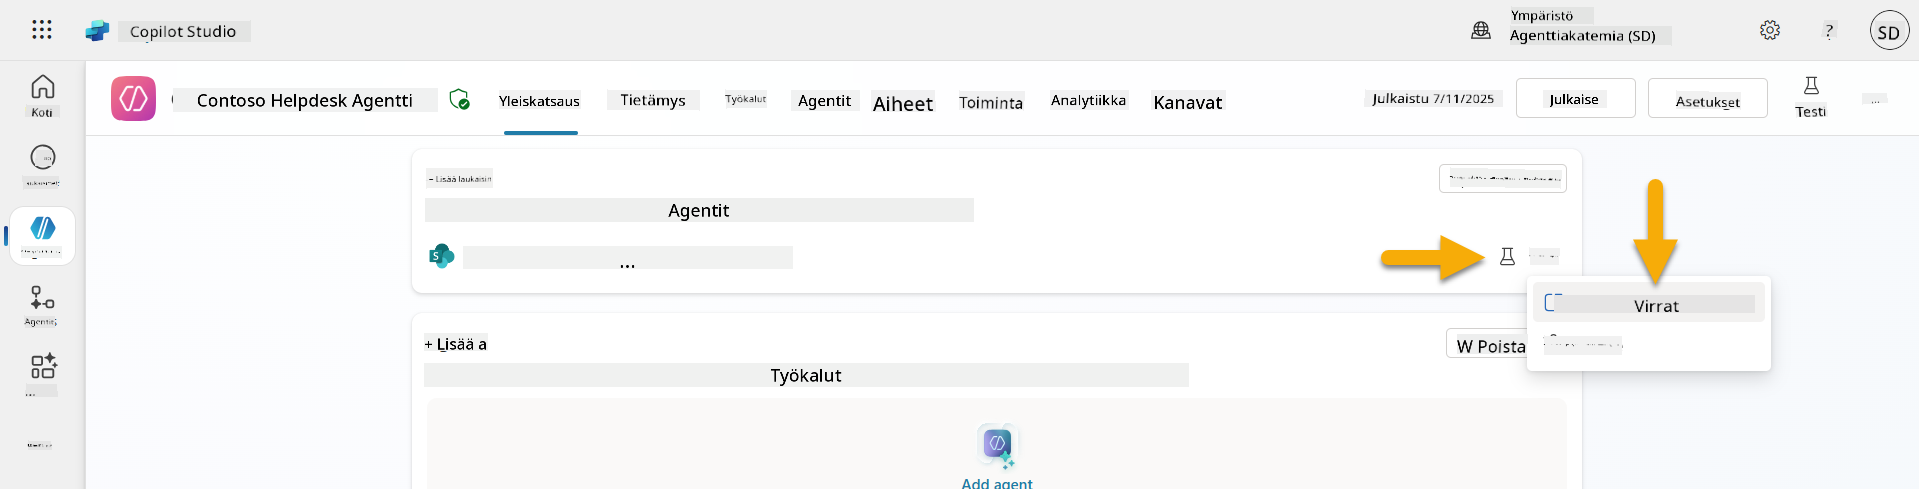 Copilot Studio
Ympäristö
Agenttiakatemia (SD)
?
SD
Koti
Contoso Helpdesk Agentti
Yleiskatsaus
Tietämys
Työkalut
Agentit
Aiheet
Toiminta
Analytiikka
Kanavat
Julkaistu 7/11/2025
Julkaise
Asetukset
Testi
...
+ Lisää laukaisin
Agentit
...
Virrat
Agentit;
+ Lisää a
W Poista
Työkalut
...
Add agent